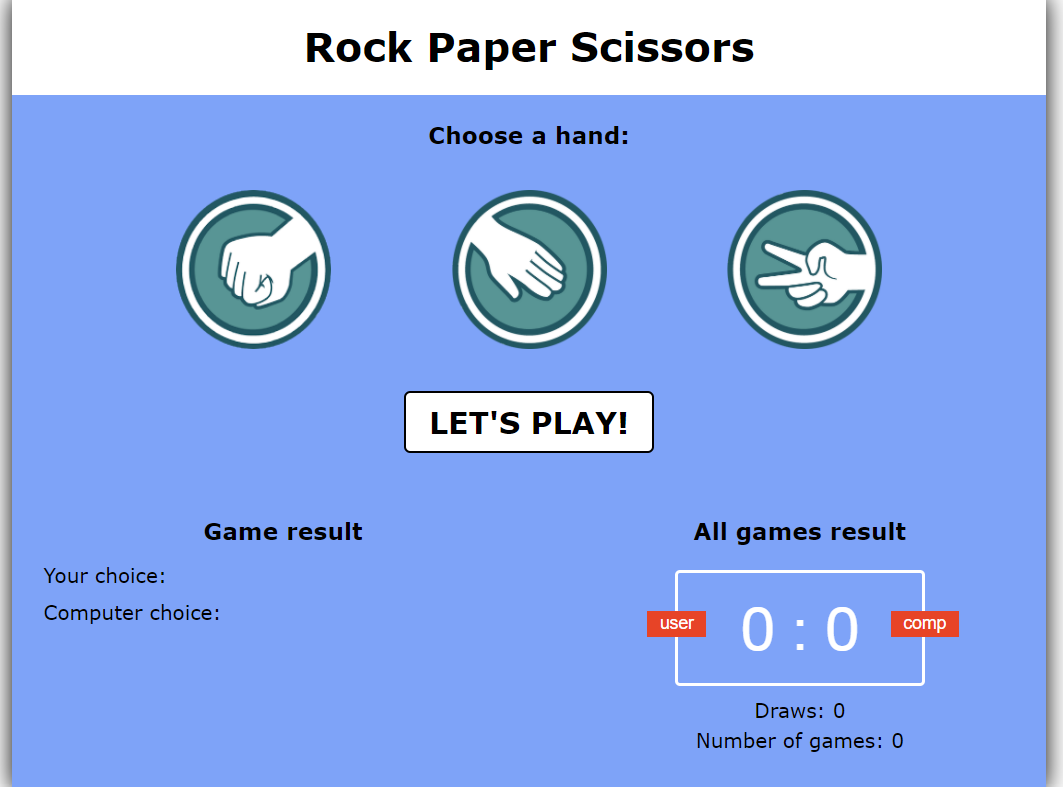 Rock Paper Scissors
Choose a hand:
LET'S PLAY!
Game result
Your choice:
Computer choice:
All games result
user 0 : 0 comp
Draws: 0
Number of games: 0